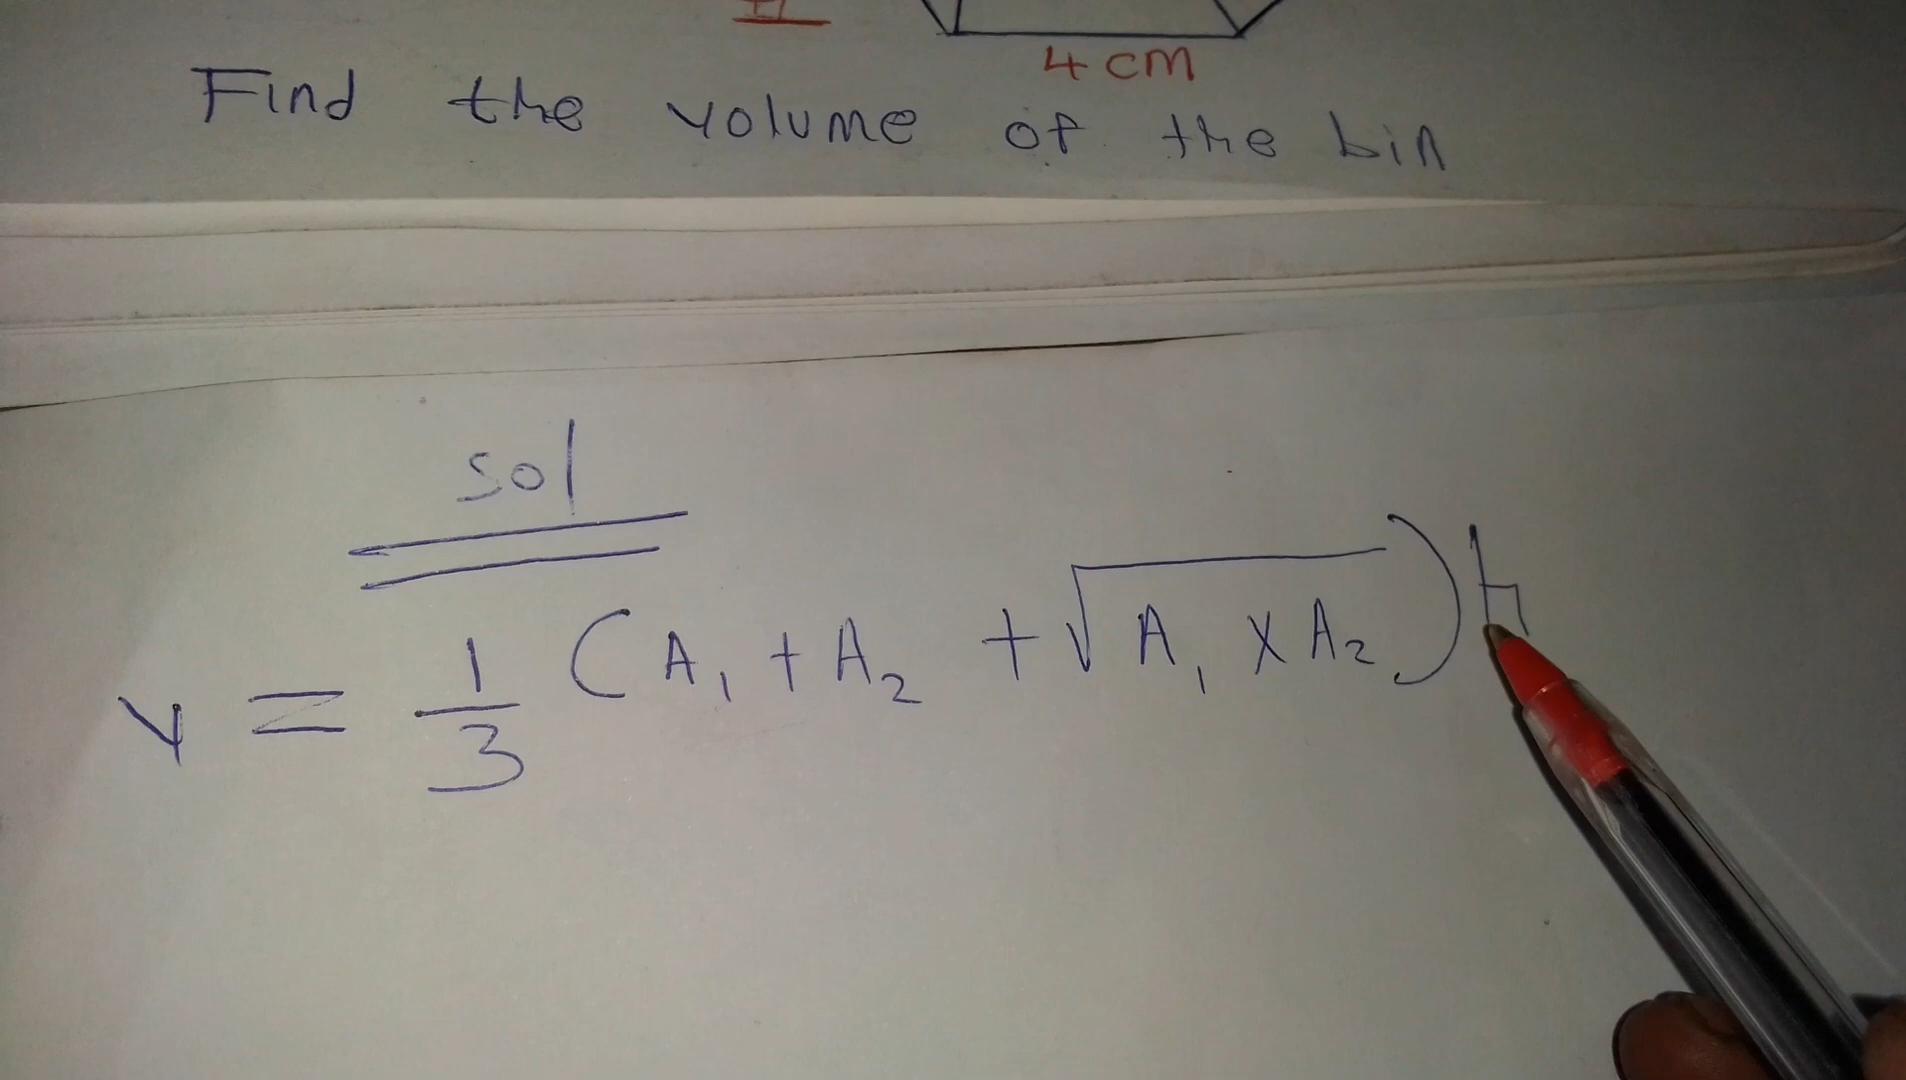 4 cm
Find the volume of the bin
sol
V = 1/3 (A₁ + A₂ + √A₁ × A₂) h